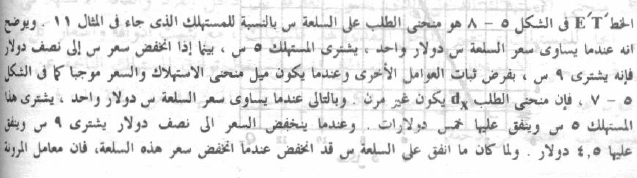 الخط E'T' في الشكل ٥ – ٨ هو منحنى الطلب على السلعة س بالنسبة للمستهلك الذى جاء فى المثال ١١ . ويوضح
انه عندما يساوى سعر السلعة س دولار واحد ، يشترى المستهلك ٥ س ، بينما إذا انخفض سعر س إلى نصف دولار
فإنه يشترى ٩ س ، بفرض ثبات العوامل الأخرى وعندما يكون ميل منحنى الاستهلاك والسعر موجبا كما فى الشكل
٥ – ٧ ، فإن منحنى الطلب dx يكون غير مرن . وبالتالى عندما يساوى سعر السلعة س دولار واحد ، يشترى هذا
المستهلك ٥ س وينفق عليها خمس دولارات . وعندما ينخفض السعر الى نصف دولار يشترى ٩ س وينفق
عليها ٤,٥ دولار . ولما كان ما انفق على السلعة س قد انخفض عندما انخفض سعر هذه السلعة، فان معامل المرونة